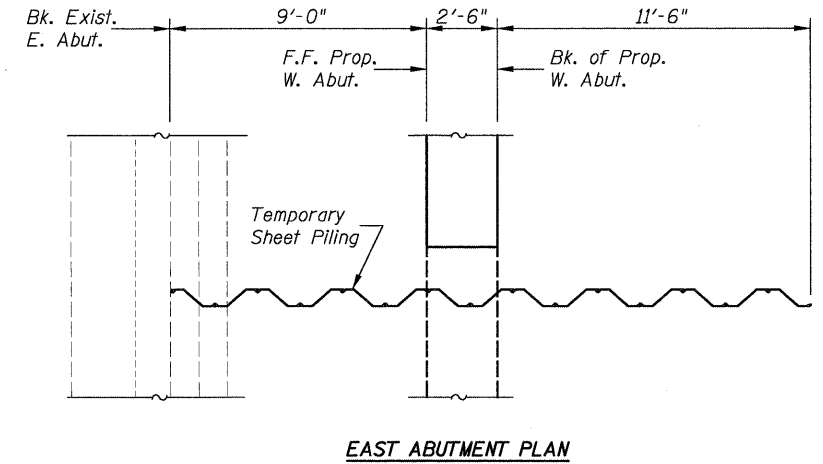 Bk. Exist.
E. Abut.
9'-0"
2'-6"
11'-6"
F.F. Prop.
W. Abut.
Bk. of Prop.
W. Abut.
Temporary
Sheet Piling
EAST ABUTMENT PLAN